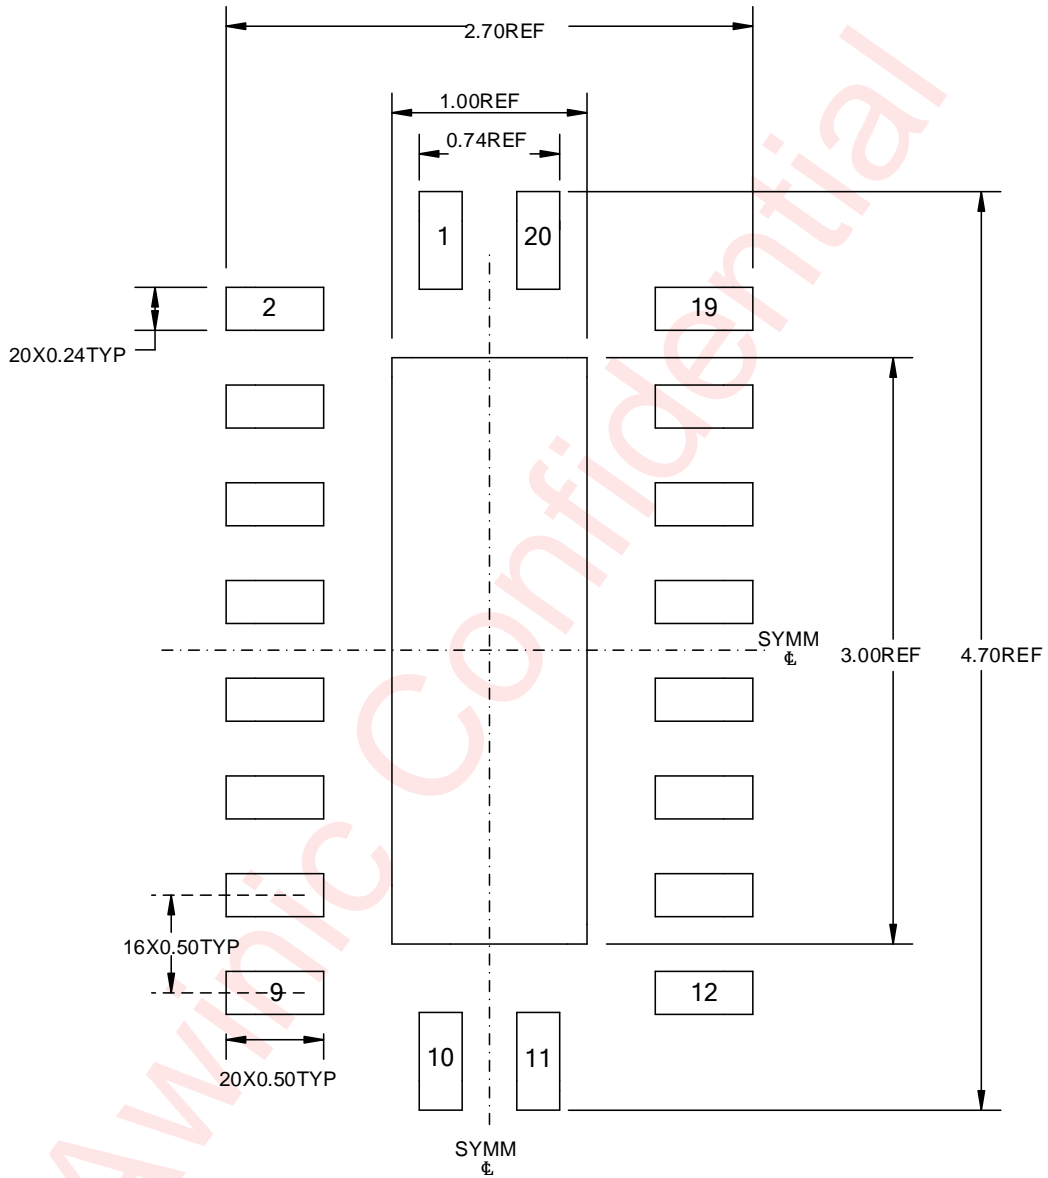 2.70REF
1.00REF
0.74REF
1
20
2
19
20X0.24TYP
SYMM
℄
3.00REF
4.70REF
16X0.50TYP
9
12
20X0.50TYP
10
11
SYMM
℄
Awinic Confidential